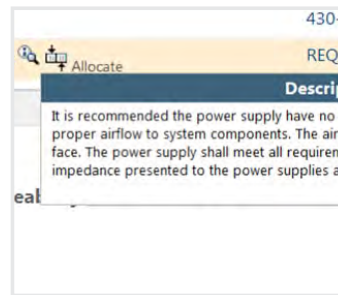 430-
Allocate REQ
Descri
It is recommended the power supply have no
proper airflow to system components. The air
face. The power supply shall meet all requiren
impedance presented to the power supplies a
eal